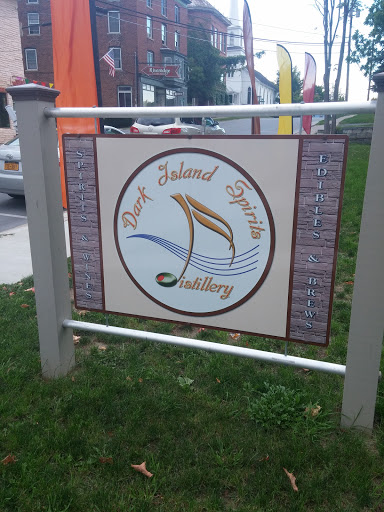 SPIRITS & WINES
Dark Island Spirits
Distillery
EDIBLES & BREWS